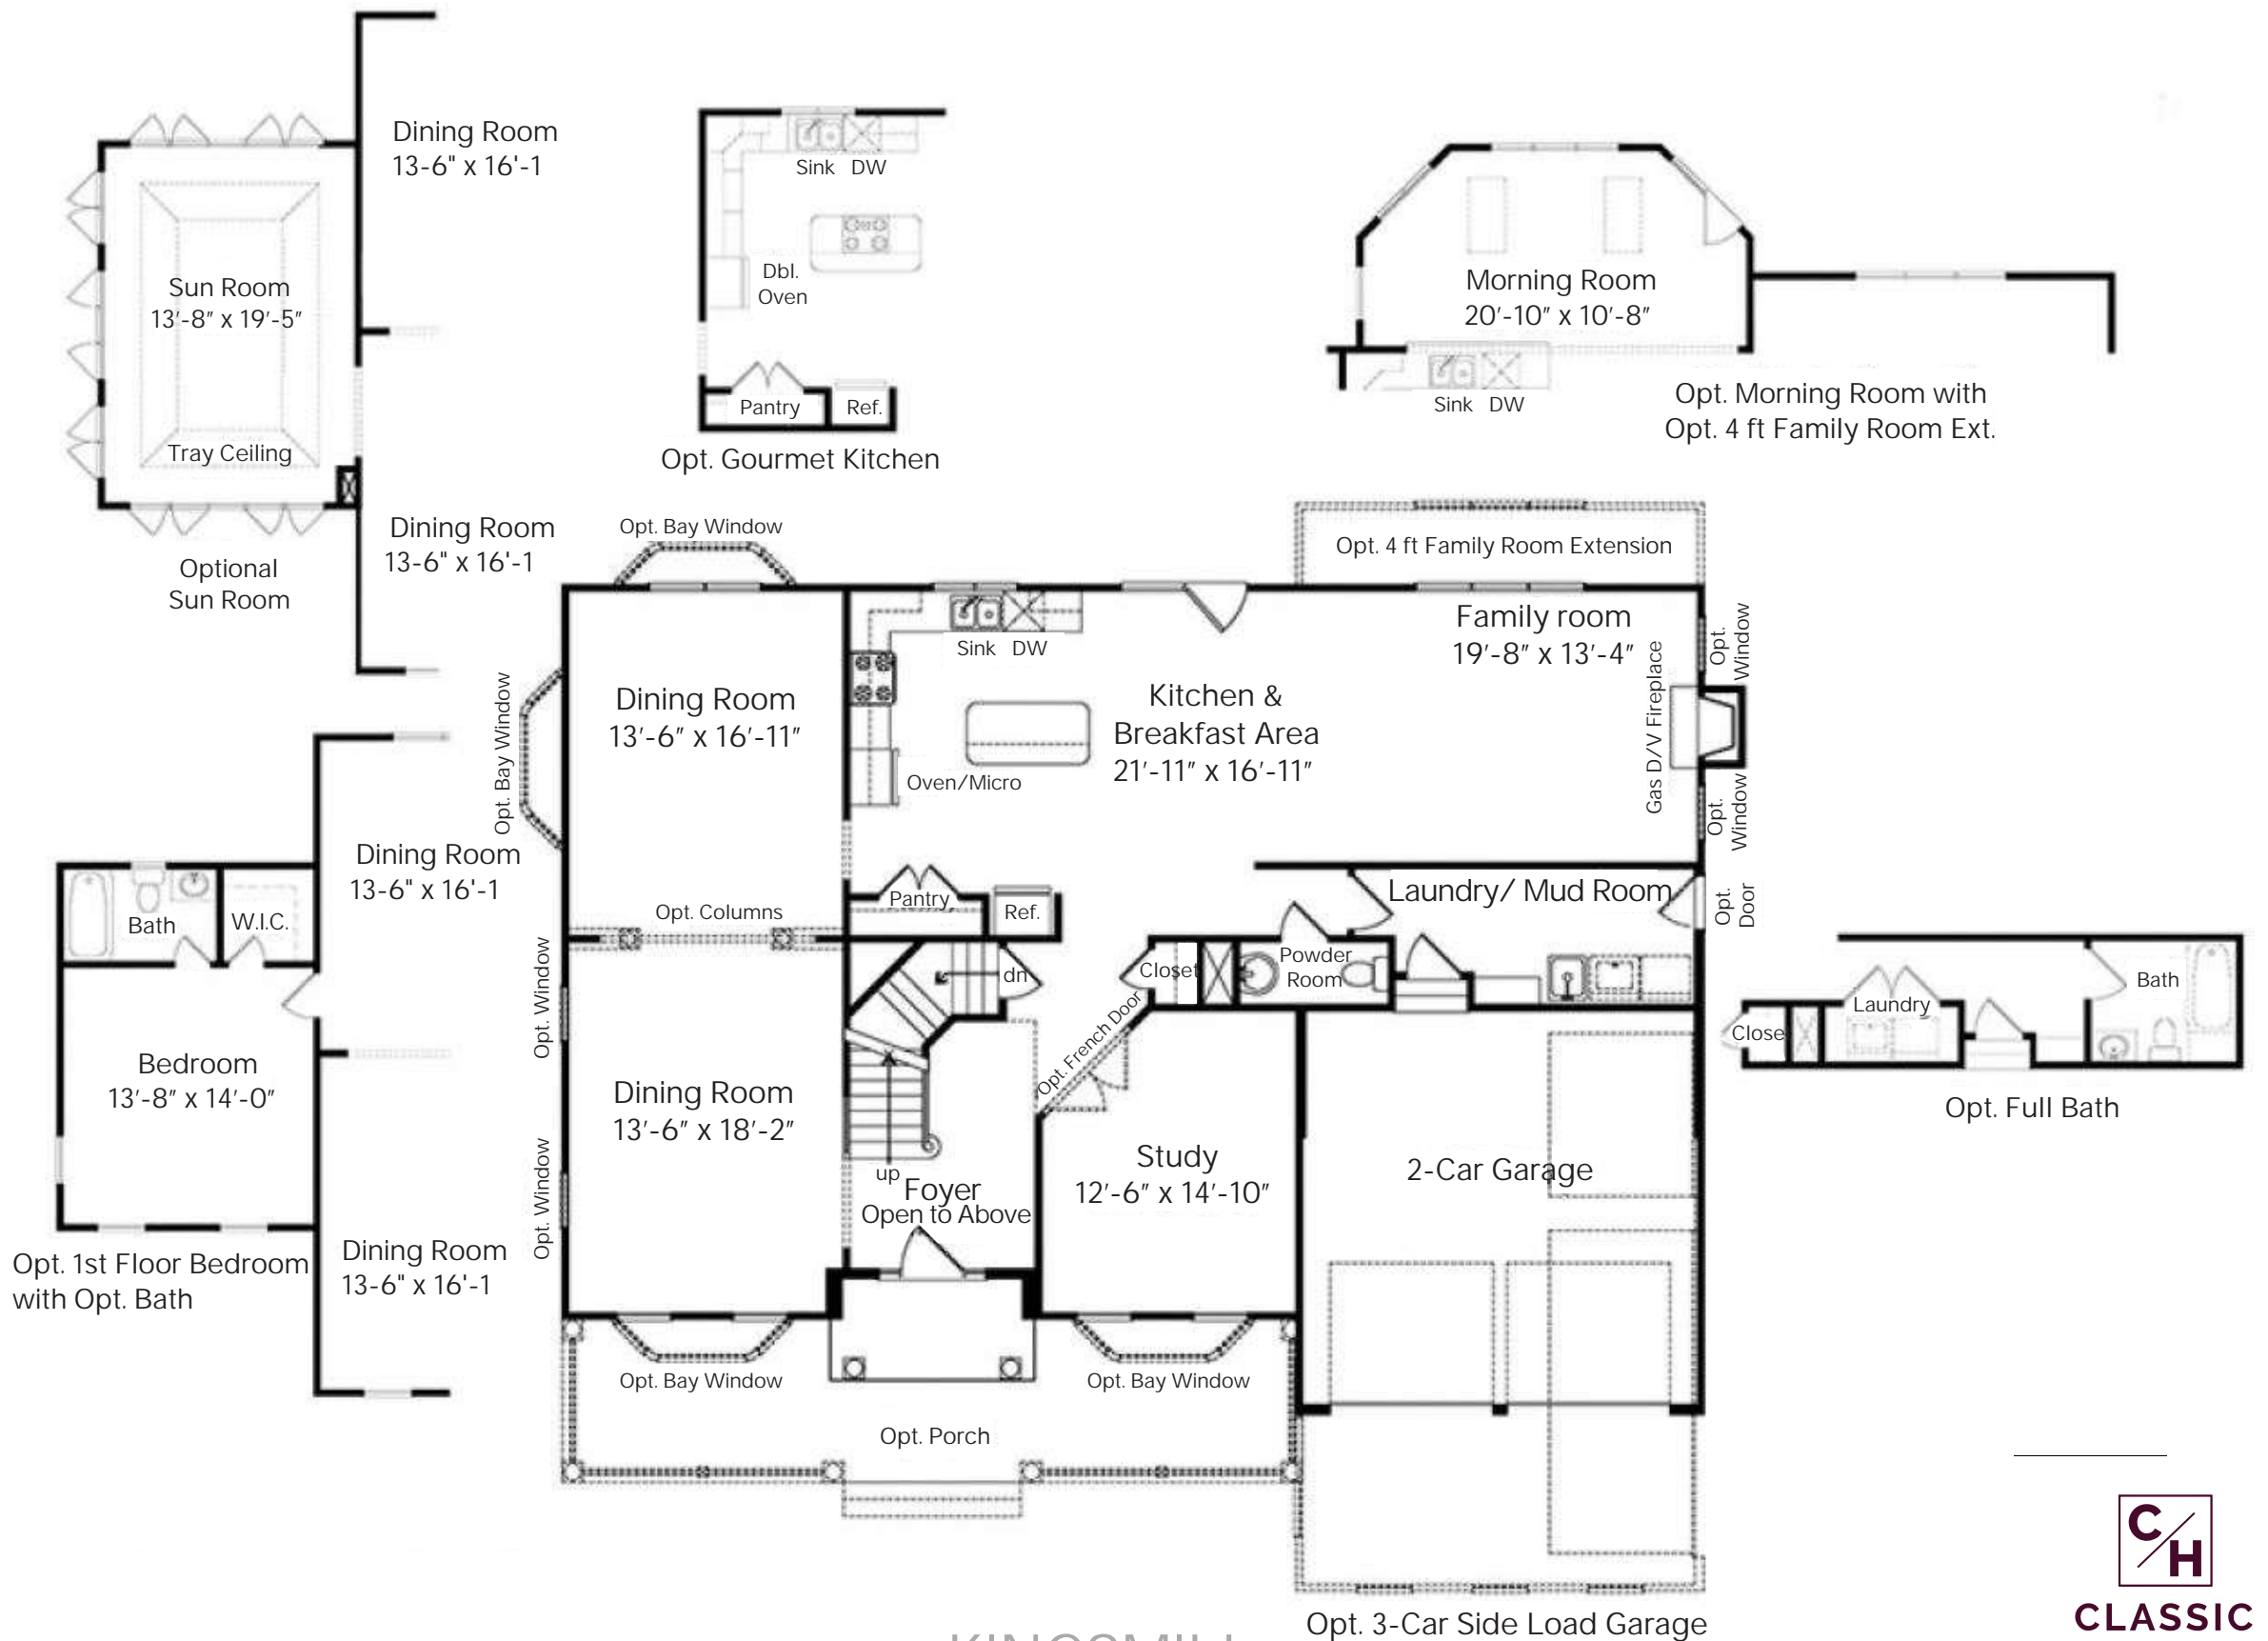 Dining Room
13-6" x 16'-1
Sun Room
13'-8" x 19'-5"
Tray Ceiling
Dining Room
13-6" x 16'-1
Optional
Sun Room
Sink DW
Dbl.
Oven
Pantry
Ref.
Opt. Gourmet Kitchen
Morning Room
20'-10" x 10'-8"
Sink DW
Opt. Morning Room with
Opt. 4 ft Family Room Ext.
Opt. Bay Window
Opt. 4 ft Family Room Extension
Opt. Bay Window
Dining Room
13'-6" x 16'-11"
Sink DW
Oven/Micro
Kitchen &
Breakfast Area
21'-11" x 16'-11"
Family room
19'-8" x 13'-4"
Gas D/V Fireplace
Opt.
Window
Opt.
Window
Opt. Columns
Pantry
Ref.
Laundry/ Mud Room
Opt.
Door
Dining Room
13-6" x 16'-1
Bath
W.I.C.
Bedroom
13'-8" x 14'-0"
Opt. 1st Floor Bedroom
with Opt. Bath
Dining Room
13-6" x 16'-1
Opt. Window
Opt. Window
Dining Room
13'-6" x 18'-2"
dn
up
Foyer
Open to Above
Closet
Powder
Room
Opt. French Door
Study
12'-6" x 14'-10"
2-Car Garage
Close
Laundry
Bath
Opt. Full Bath
Opt. Bay Window
Opt. Bay Window
Opt. Porch
Opt. 3-Car Side Load Garage
KINGSMILL
C/H
CLASSIC